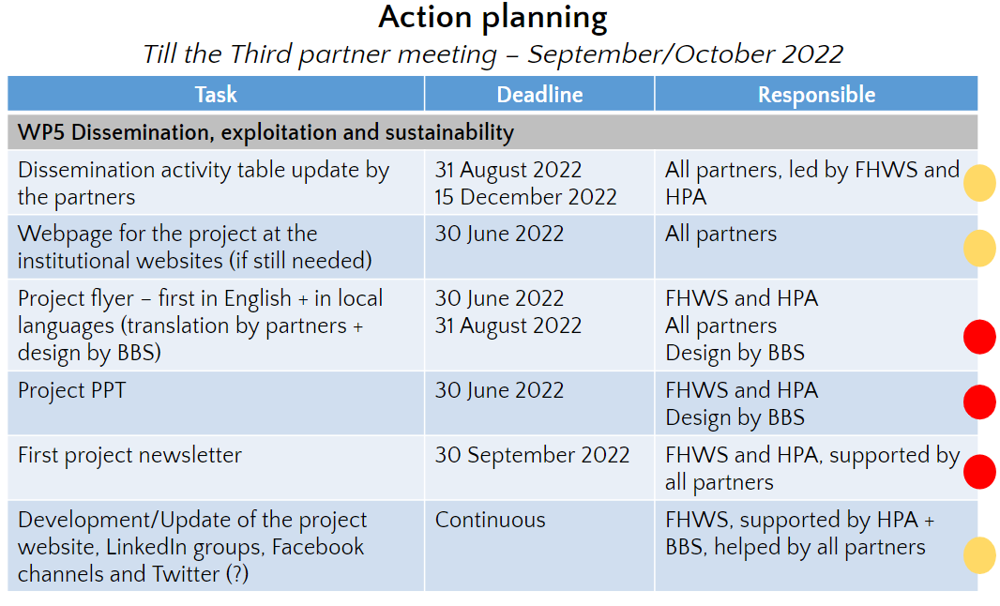 Action planning
Till the Third partner meeting – September/October 2022
Task Deadline Responsible
WP5 Dissemination, exploitation and sustainability
Dissemination activity table update by
the partners
31 August 2022
15 December 2022
All partners, led by FHWS and
HPA
Webpage for the project at the
institutional websites (if still needed)
30 June 2022
All partners
Project flyer – first in English + in local
languages (translation by partners +
design by BBS)
30 June 2022
31 August 2022
FHWS and HPA
All partners
Design by BBS
Project PPT
30 June 2022
FHWS and HPA
Design by BBS
First project newsletter
30 September 2022
FHWS and HPA, supported by
all partners
Development/Update of the project
website, LinkedIn groups, Facebook
channels and Twitter (?)
Continuous
FHWS, supported by HPA +
BBS, helped by all partners